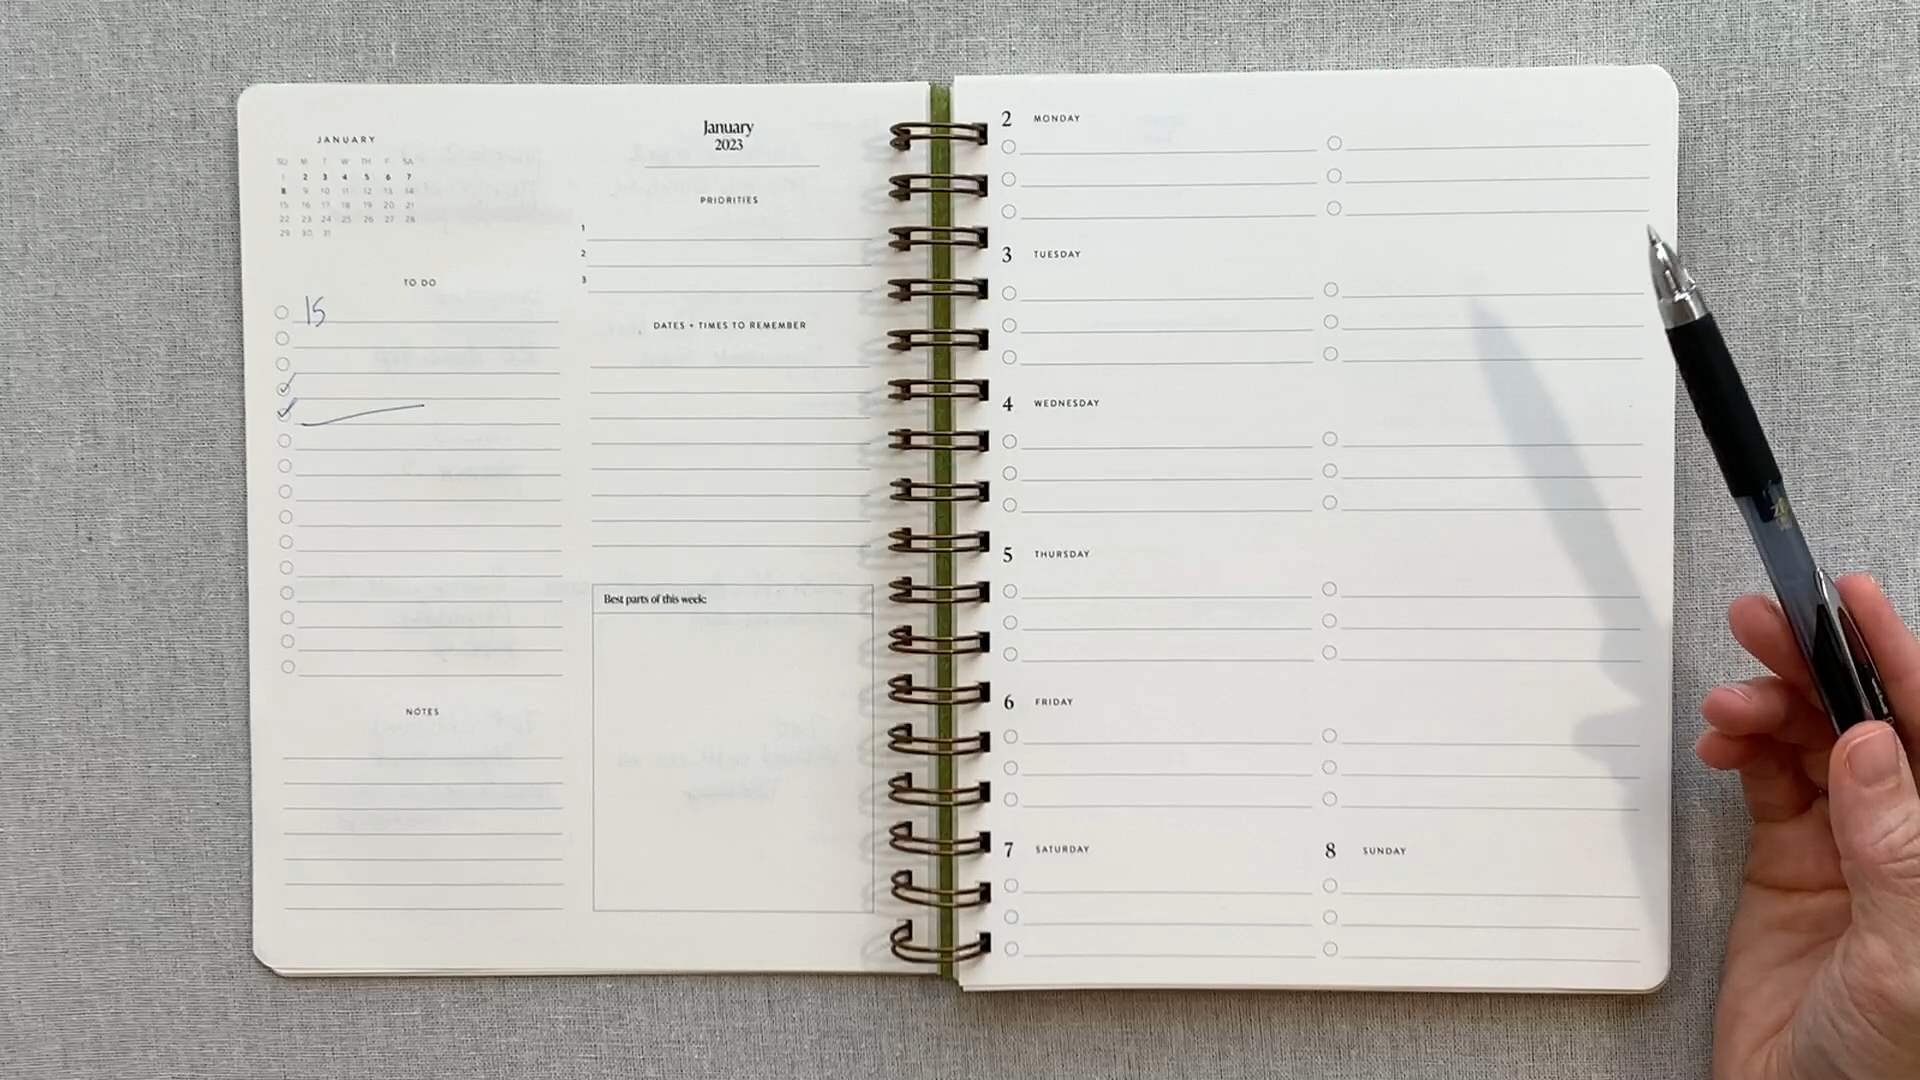 JANUARY
SU M T W TH F SA
1 2 3 4 5 6 7
8 9 10 11 12 13 14
15 16 17 18 19 20 21
22 23 24 25 26 27 28
29 30 31
TO DO
15
NOTES
January
2023
PRIORITIES
1
2
3
DATES + TIMES TO REMEMBER
Best parts of this week:
2 MONDAY
3 TUESDAY
4 WEDNESDAY
5 THURSDAY
6 FRIDAY
7 SATURDAY
8 SUNDAY